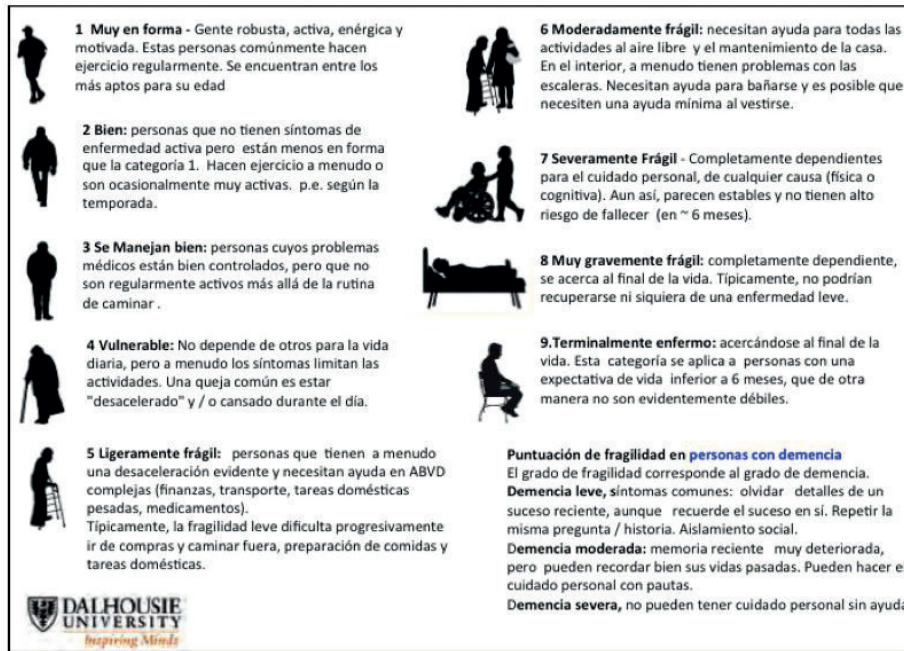 1 Muy en forma - Gente robusta, activa, enérgica y
motivada. Estas personas comúnmente hacen
ejercicio regularmente. Se encuentran entre los
más aptos para su edad
2 Bien: personas que no tienen síntomas de
enfermedad activa pero están menos en forma
que la categoría 1. Hacen ejercicio a menudo o
son ocasionalmente muy activas. p.e. según la
temporada.
3 Se Manejan bien: personas cuyos problemas
médicos están bien controlados, pero que no
son regularmente activos más allá de la rutina
de caminar .
4 Vulnerable: No depende de otros para la vida
diaria, pero a menudo los síntomas limitan las
actividades. Una queja común es estar
"desacelerado" y / o cansado durante el día.
5 Ligeramente frágil: personas que tienen a menudo
una desaceleración evidente y necesitan ayuda en ABVD
complejas (finanzas, transporte, tareas domésticas
pesadas, medicamentos).
Típicamente, la fragilidad leve dificulta progresivamente
ir de compras y caminar fuera, preparación de comidas y
tareas domésticas.
DALHOUSIE
UNIVERSITY
Inspiring Minds
6 Moderadamente frágil: necesitan ayuda para todas las
actividades al aire libre y el mantenimiento de la casa.
En el interior, a menudo tienen problemas con las
escaleras. Necesitan ayuda para bañarse y es posible que
necesiten una ayuda mínima al vestirse.
7 Severamente Frágil - Completamente dependientes
para el cuidado personal, de cualquier causa (física o
cognitiva). Aun así, parecen estables y no tienen alto
riesgo de fallecer (en ~ 6 meses).
8 Muy gravemente frágil: completamente dependiente,
se acerca al final de la vida. Típicamente, no podrían
recuperarse ni siquiera de una enfermedad leve.
9.Terminalmente enfermo: acercándose al final de la
vida. Esta categoría se aplica a personas con una
expectativa de vida inferior a 6 meses, que de otra
manera no son evidentemente débiles.
Puntuación de fragilidad en personas con demencia
El grado de fragilidad corresponde al grado de demencia.
Demencia leve, síntomas comunes: olvidar detalles de un
suceso reciente, aunque recuerde el suceso en sí. Repetir la
misma pregunta / historia. Aislamiento social.
Demencia moderada: memoria reciente muy deteriorada,
pero pueden recordar bien sus vidas pasadas. Pueden hacer el
cuidado personal con pautas.
Demencia severa, no pueden tener cuidado personal sin ayuda